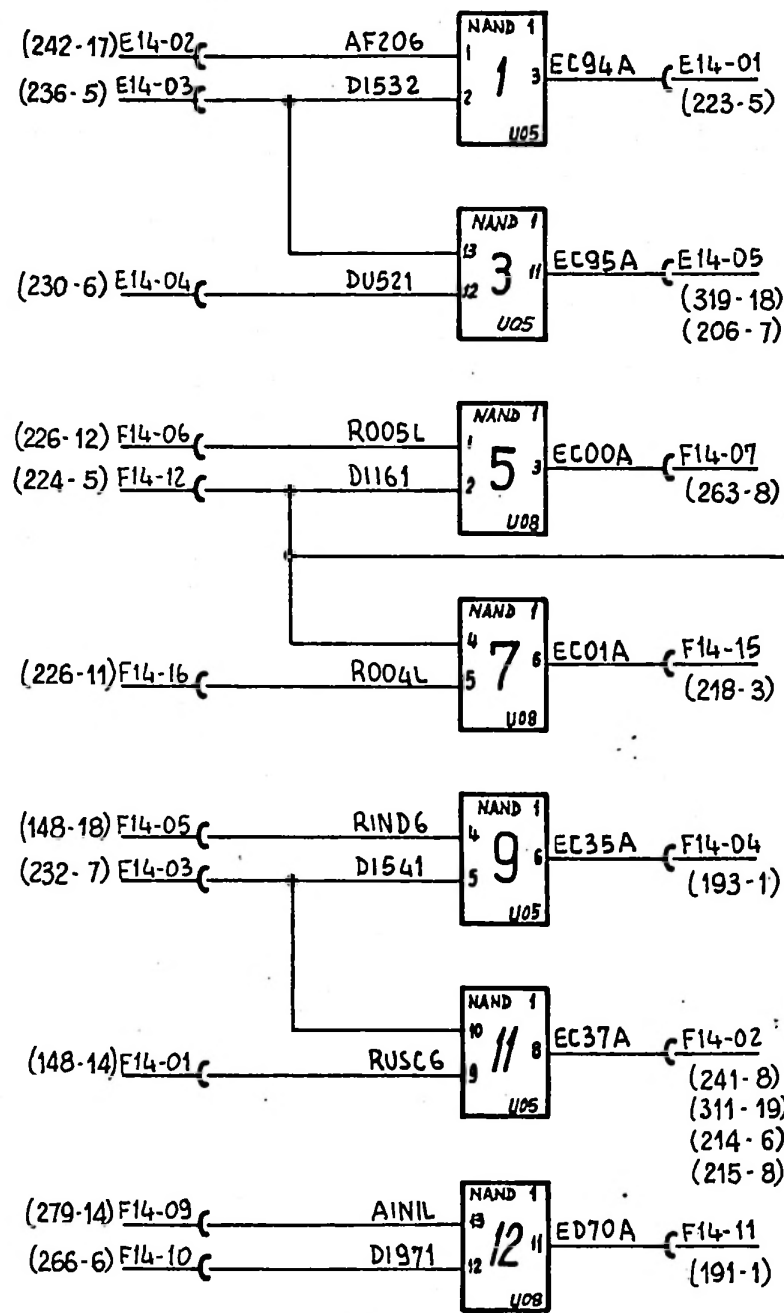 NAND 1
(242-17) E14-02 AF206 1 1 3 EC94A E14-01
(236-5) E14-03 DI532 2 (223-5)
U05
NAND 1
13 3 11 EC95A E14-05
(230-6) E14-04 DU521 12 (319-18)
U05 (206-7)
NAND 1
(226-12) F14-06 R005L 1 5 3 EC00A F14-07
(224-5) F14-12 DI161 2 (263-8)
U08
NAND 1
4 7 6 EC01A F14-15
(226-11) F14-16 R004L 5 (218-3)
U08
NAND 1
(148-18) F14-05 RIND6 4 9 6 EC35A F14-04
(232-7) F14-03 DI541 5 (193-1)
U05
NAND 1
10 11 8 EC37A F14-02
(148-14) F14-01 RUSC6 9 (241-8)
U05 (311-19)
(214-6)
(215-8)
NAND 1
(279-14) F14-09 AINIL 13 12 11 ED70A F14-11
(266-6) F14-10 DI971 12 (191-1)
U08